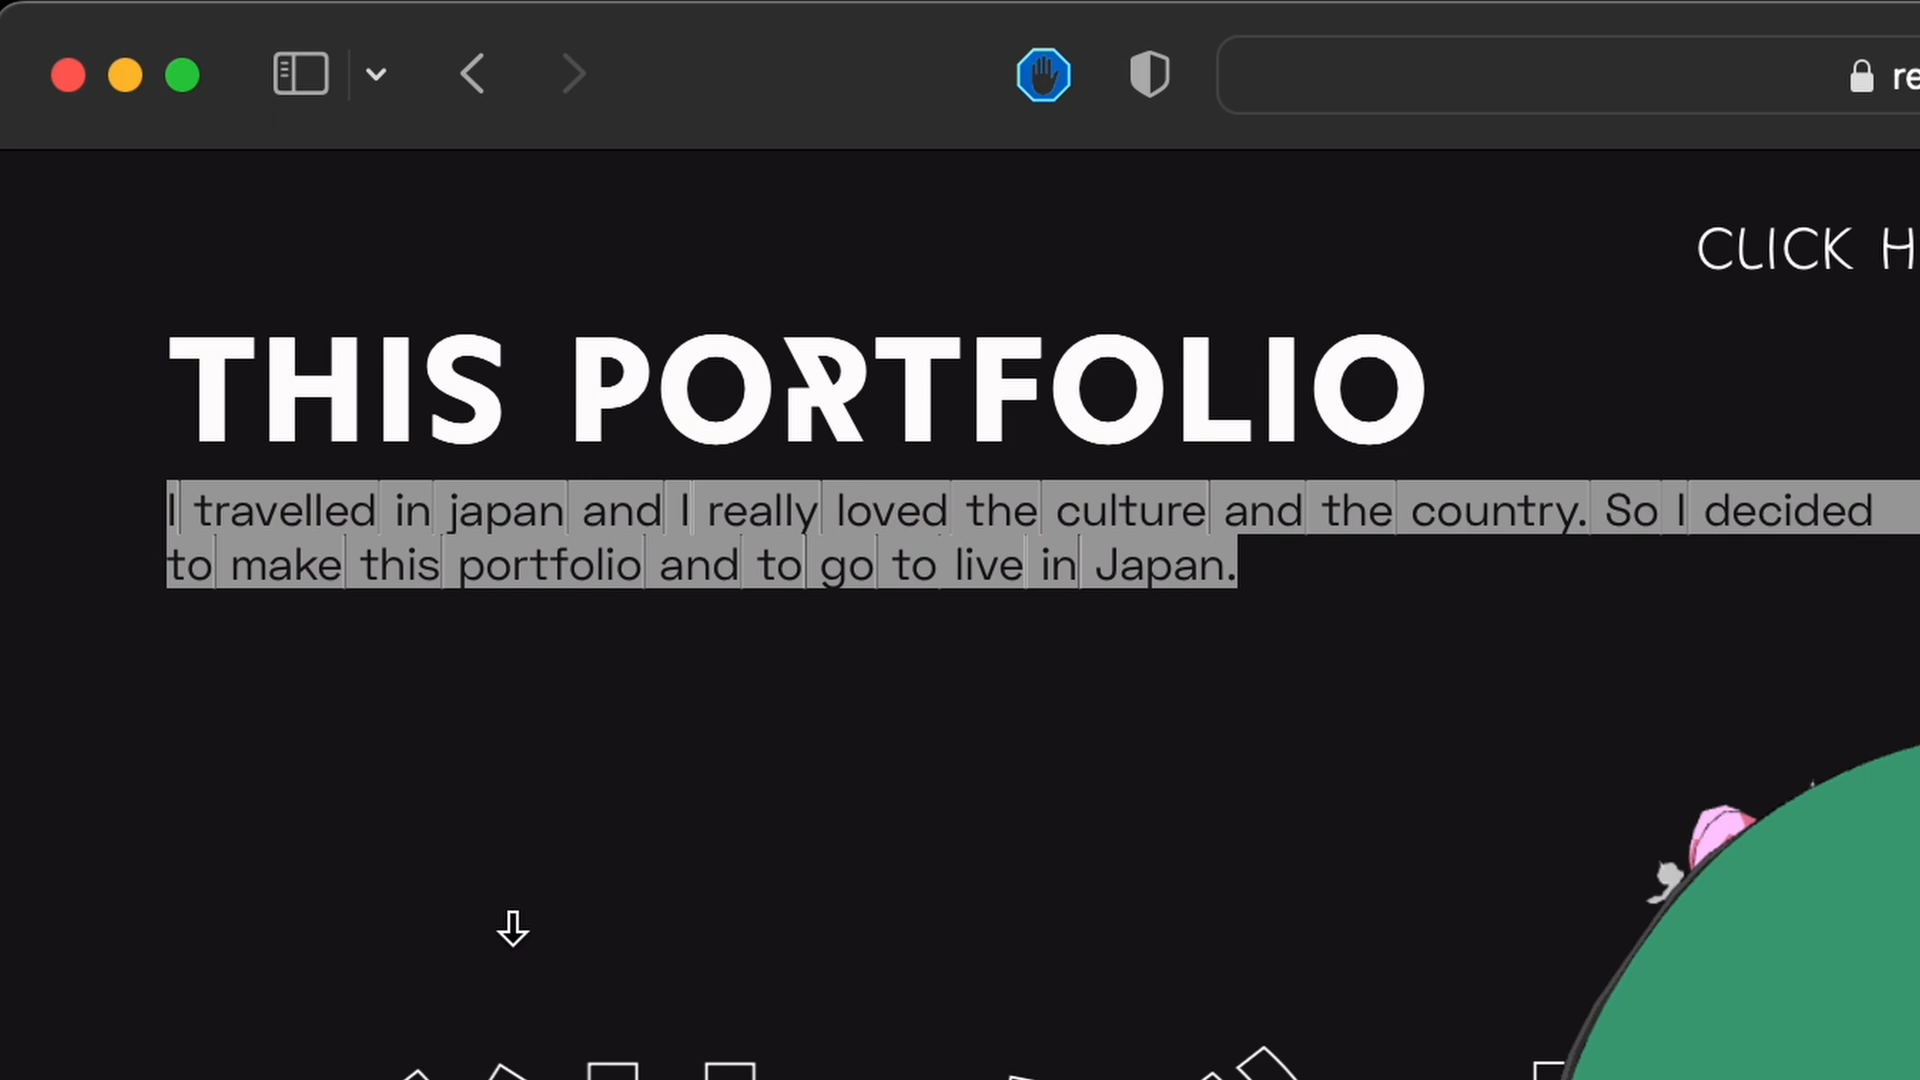 re
CLICK H
THIS PORTFOLIO
I travelled in japan and I really loved the culture and the country. So I decided
to make this portfolio and to go to live in Japan.